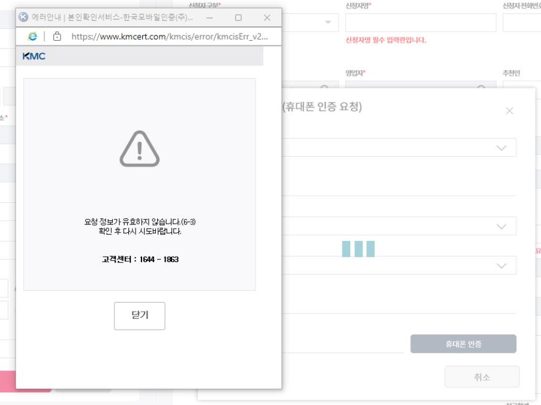 신청자 구분*
신청자명*
신청자 전화번호
에러안내 | 본인확인서비스-한국모바일인증(주)...
https://www.kmcert.com/kmcis/error/kmcisErr_v2...
신청자명 필수 입력란입니다.
KMC
영업자*
추천인
(휴대폰 인증 요청)
요청 정보가 유효하지 않습니다.(6-3)
확인 후 다시 시도바랍니다.
고객센터 : 1644 - 1863
닫기
휴대폰 인증
취소